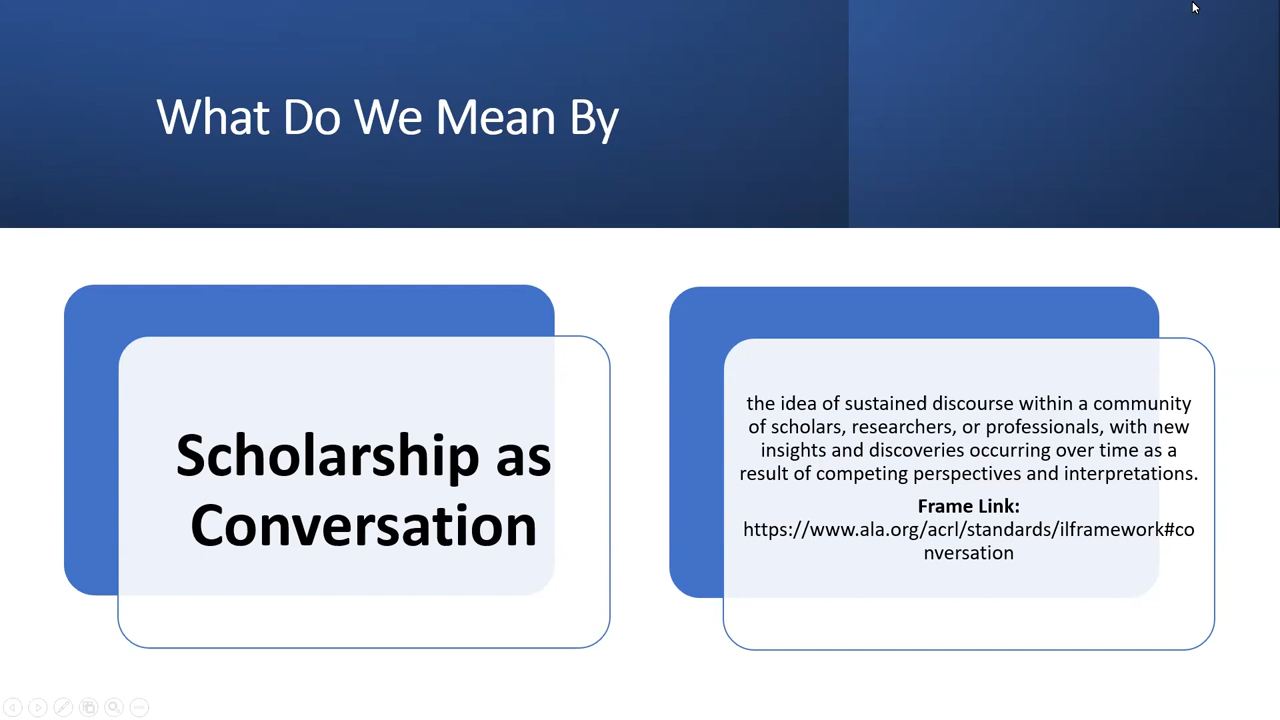 What Do We Mean By
Scholarship as
Conversation
the idea of sustained discourse within a community
of scholars, researchers, or professionals, with new
insights and discoveries occurring over time as a
result of competing perspectives and interpretations.
Frame Link:
https://www.ala.org/acrl/standards/ilframework#co
nversation